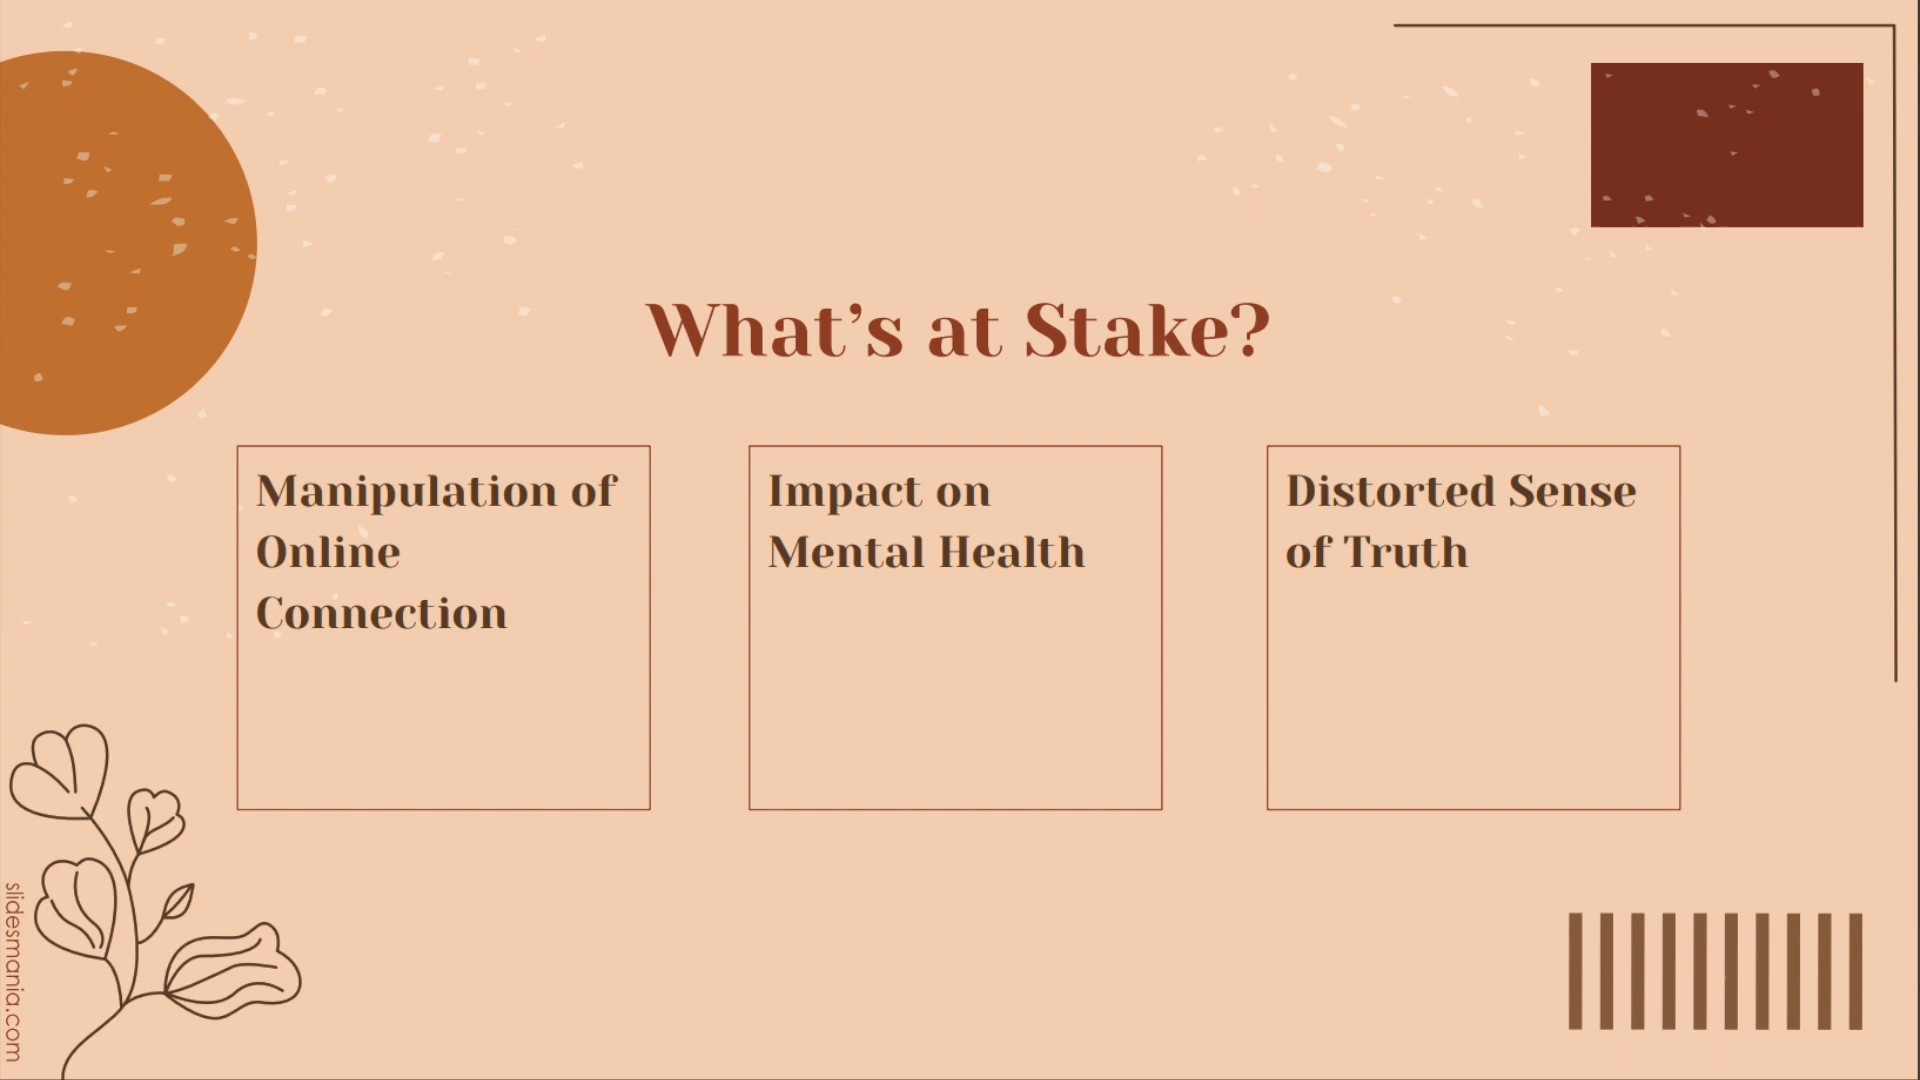 What’s at Stake?
Manipulation of
Online
Connection
Impact on
Mental Health
Distorted Sense
of Truth
slidesmania.com